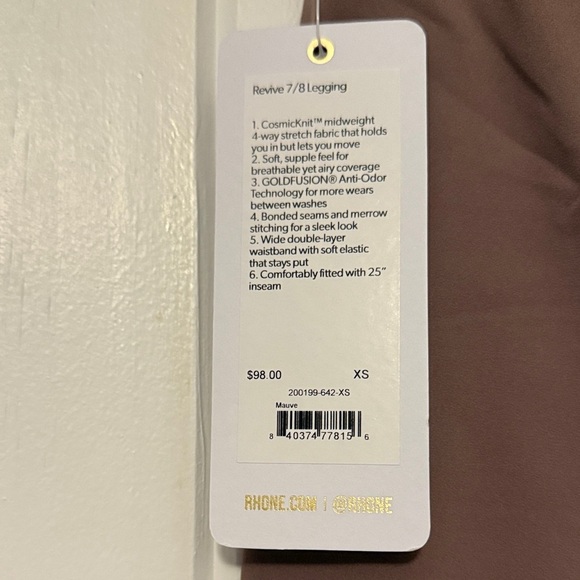 Revive 7/8 Legging
1. CosmicKnit™ midweight
4-way stretch fabric that holds
you in but lets you move
2. Soft, supple feel for
breathable yet airy coverage
3. GOLDFUSION® Anti-Odor
Technology for more wears
between washes
4. Bonded seams and merrow
stitching for a sleek look
5. Wide double-layer
waistband with soft elastic
that stays put
6. Comfortably fitted with 25"
inseam
$98.00 XS
200199-642-XS
Mauve
8 40374 77815 6
RHONE.COM | @RHONE